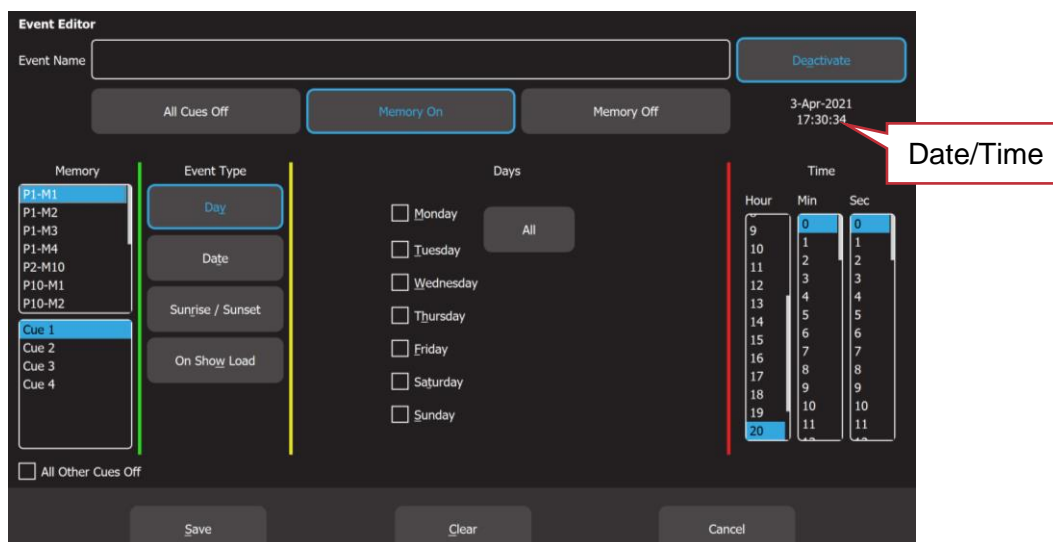 Event Editor
Event Name
Deactivate
All Cues Off
Memory On
Memory Off
3-Apr-2021
17:30:34
Date/Time
Memory
P1-M1
P1-M2
P1-M3
P1-M4
P2-M10
P10-M1
P10-M2
Cue 1
Cue 2
Cue 3
Cue 4
All Other Cues Off
Event Type
Day
Date
Sunrise / Sunset
On Show Load
Days
Monday
Tuesday
Wednesday
Thursday
Friday
Saturday
Sunday
All
Time
Hour
9
10
11
12
13
14
15
16
17
18
19
20
Min
0
1
2
3
4
5
6
7
8
9
10
11
Sec
0
1
2
3
4
5
6
7
8
9
10
11
Save
Clear
Cancel